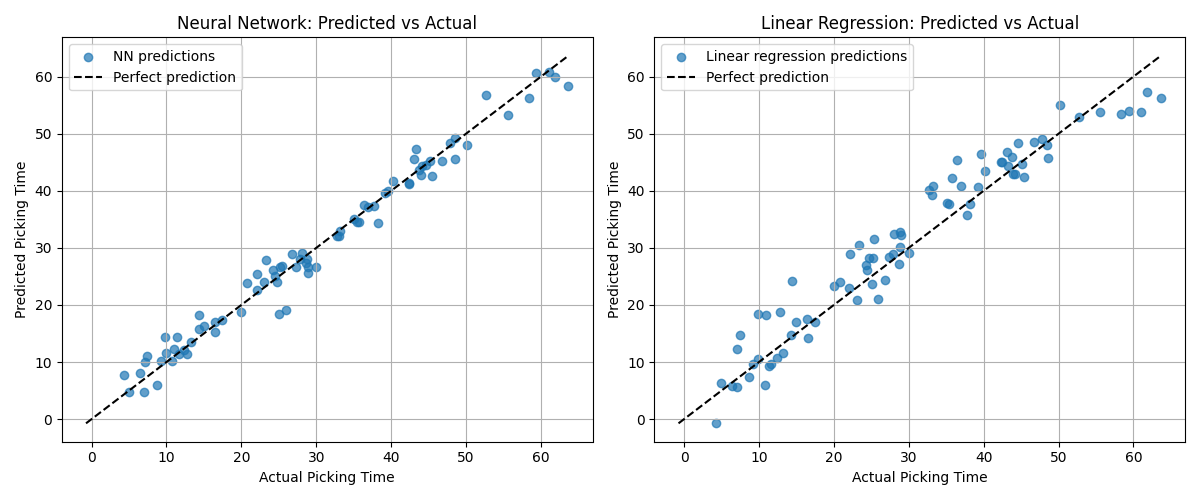 Neural Network: Predicted vs Actual
NN predictions
Perfect prediction
Predicted Picking Time
60
50
40
30
20
10
0
0 10 20 30 40 50 60
Actual Picking Time
Linear Regression: Predicted vs Actual
Linear regression predictions
Perfect prediction
Predicted Picking Time
60
50
40
30
20
10
0
0 10 20 30 40 50 60
Actual Picking Time